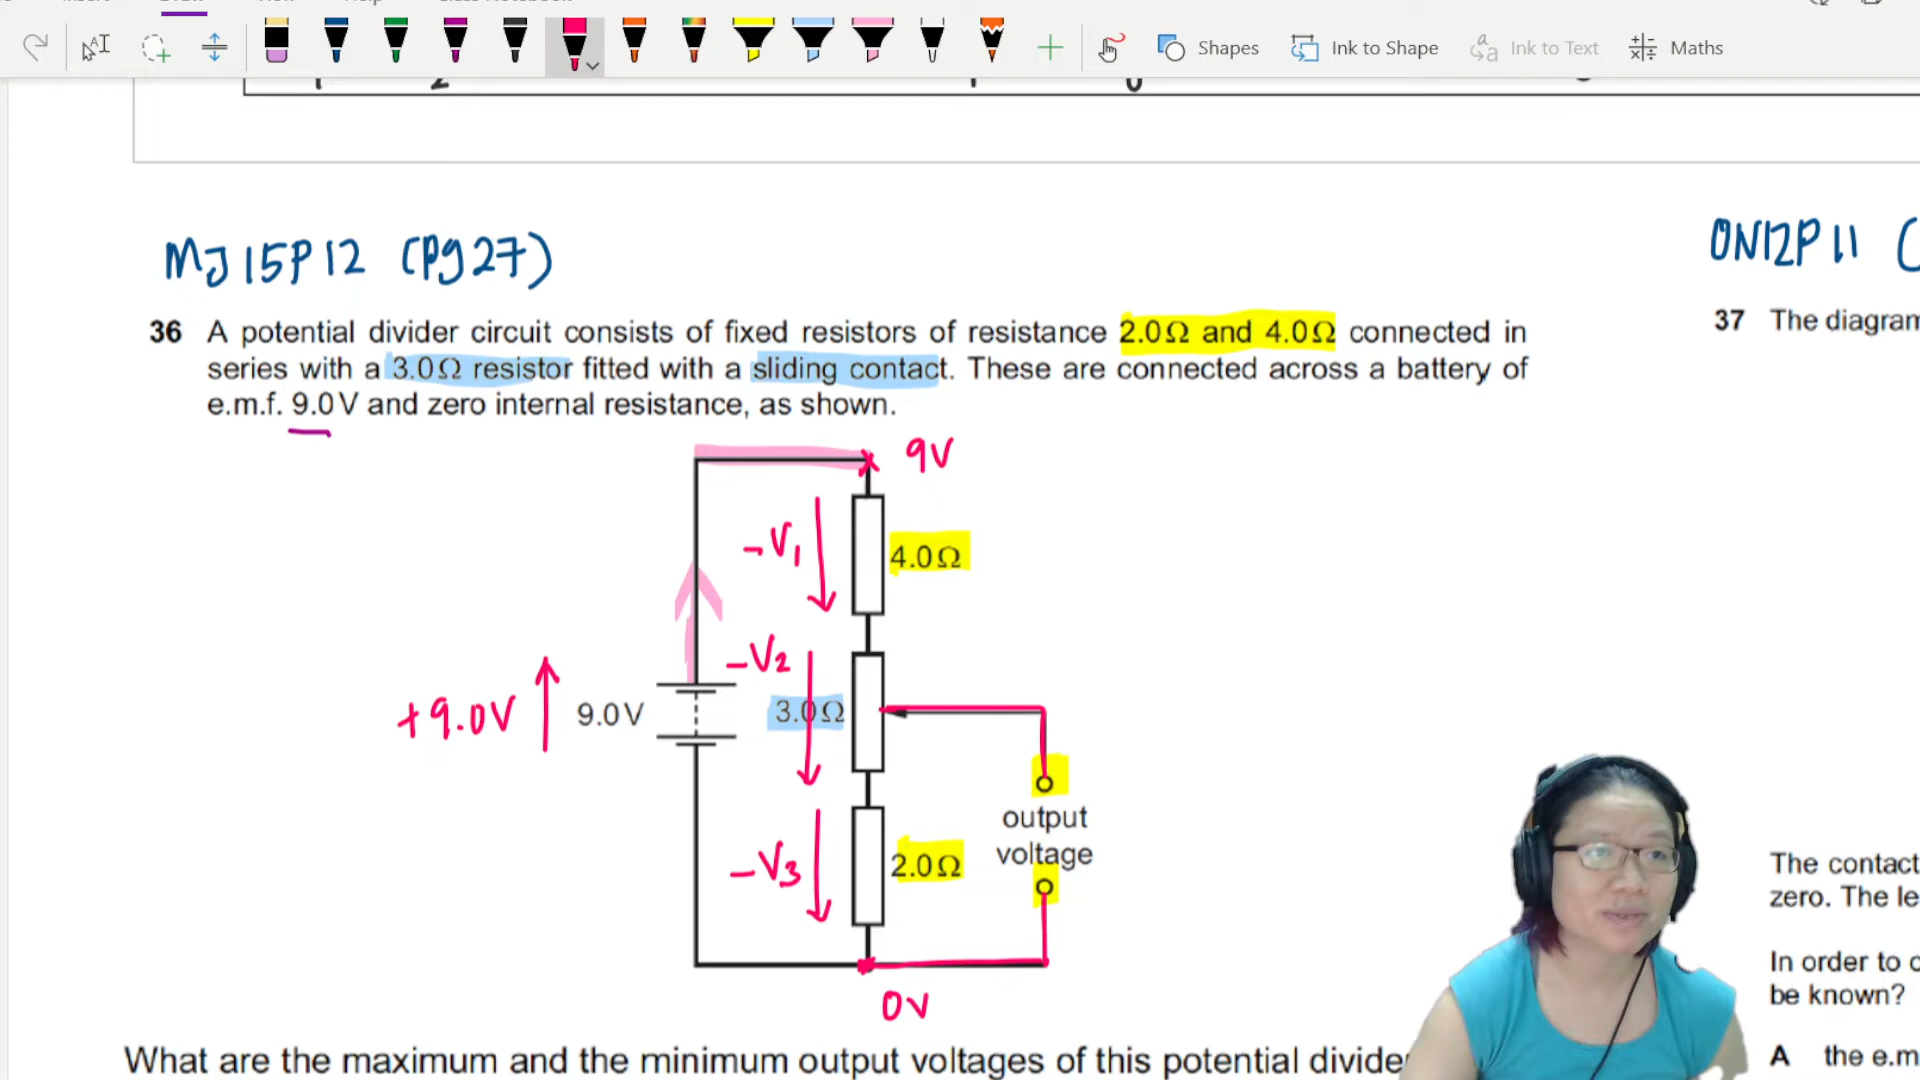 Shapes Ink to Shape Ink to Text Maths
MJ15P12 (pg27)
ON12P11 (
36 A potential divider circuit consists of fixed resistors of resistance 2.0Ω and 4.0Ω connected in
series with a 3.0Ω resistor fitted with a sliding contact. These are connected across a battery of
e.m.f. 9.0V and zero internal resistance, as shown.
37 The diagram
9V
-V1
4.0Ω
-V2
+9.0V
9.0V
3.0Ω
output
voltage
-V3
2.0Ω
0V
What are the maximum and the minimum output voltages of this potential divider
The contact
zero. The le
In order to
be known?
A the e.m